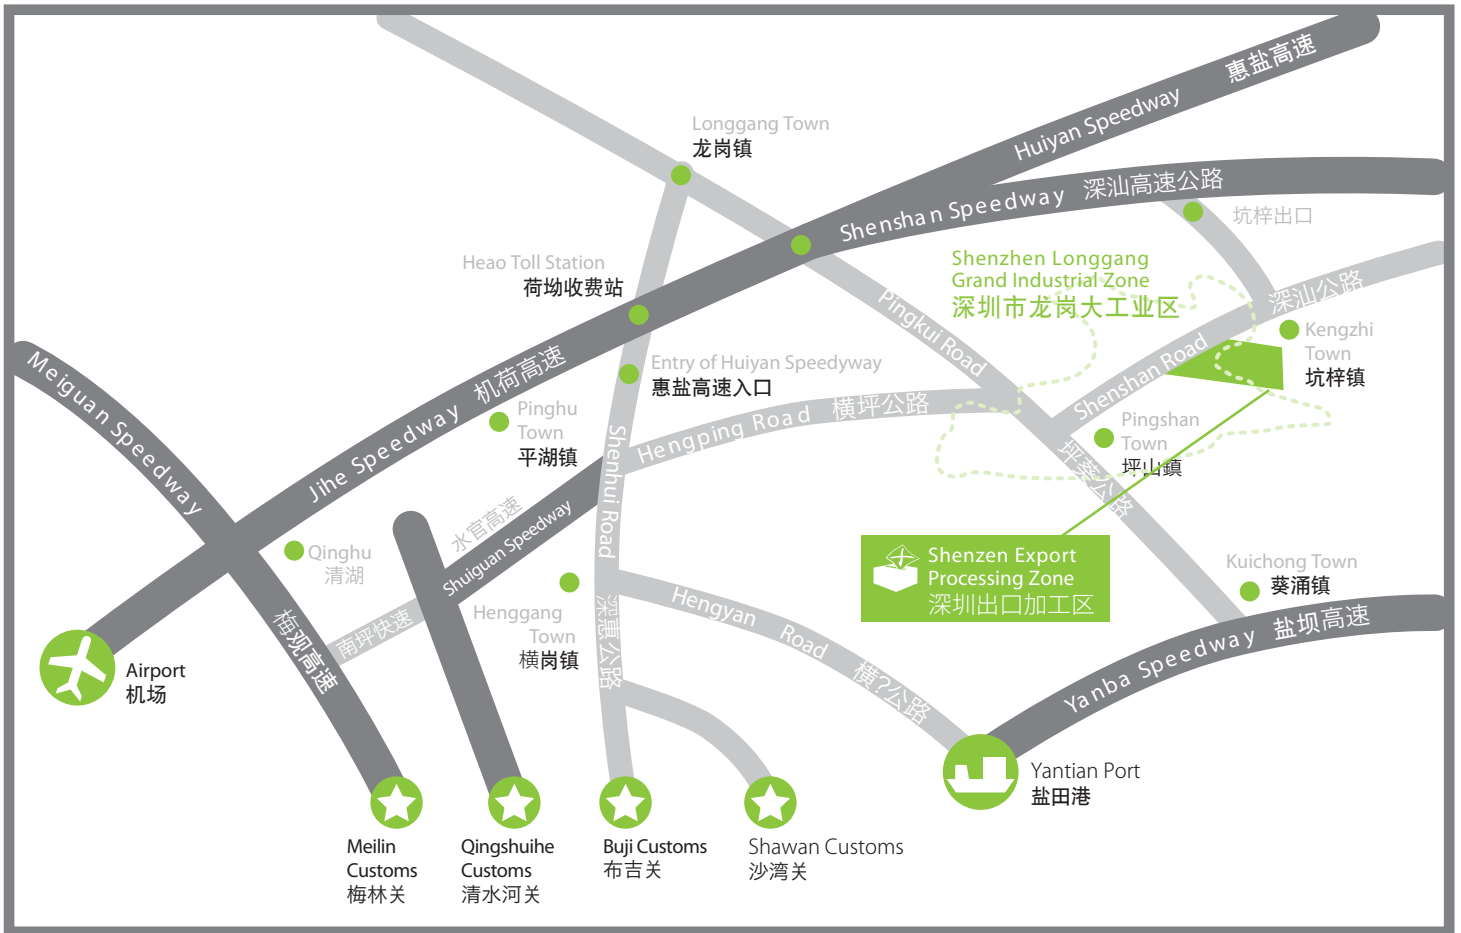 惠盐高速
Huiyan Speedway
Longgang Town
龙岗镇
Shenshan Speedway 深汕高速公路
坑梓出口
Heao Toll Station
荷坳收费站
Shenzhen Longgang
Grand Industrial Zone
深圳市龙岗大工业区
深汕公路
Pingkui Road
Kengzhi
Town
坑梓镇
Shenshan Road
Meiguan Speedway
Jihe Speedway 机荷高速
Entry of Huiyan Speedyway
惠盐高速入口
Pinghu
Town
平湖镇
Hengping Road 横坪公路
Pingshan
Town
坪山鎮
坪葵公路
Shenhui Road
水官高速
Shuiguan Speedway
Qinghu
清湖
Shenzen Export
Processing Zone
深圳出口加工区
Kuichong Town
葵涌镇
Henggang
Town
横岗镇
南坪快速
梅观高速
深惠公路
Hengyan Road 横?公路
Yanba Speedway 盐坝高速
Airport
机场
Yantian Port
盐田港
Meilin
Customs
梅林关
Qingshuihe
Customs
清水河关
Buji Customs
布吉关
Shawan Customs
沙湾关